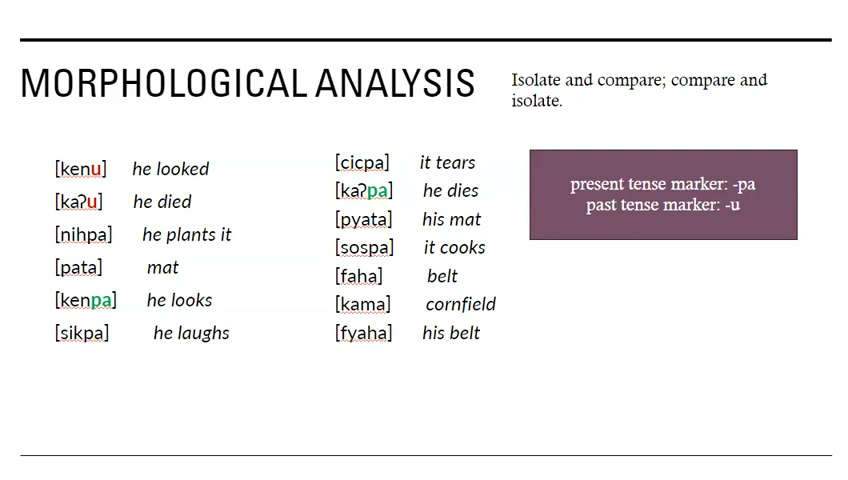 MORPHOLOGICAL ANALYSIS
Isolate and compare; compare and
isolate.
[kenu] he looked
[kaʔu] he died
[nihpa] he plants it
[pata] mat
[kenpa] he looks
[sikpa] he laughs
[cicpa] it tears
[kaʔpa] he dies
[pyata] his mat
[sospa] it cooks
[faha] belt
[kama] cornfield
[fyaha] his belt
present tense marker: -pa
past tense marker: -u